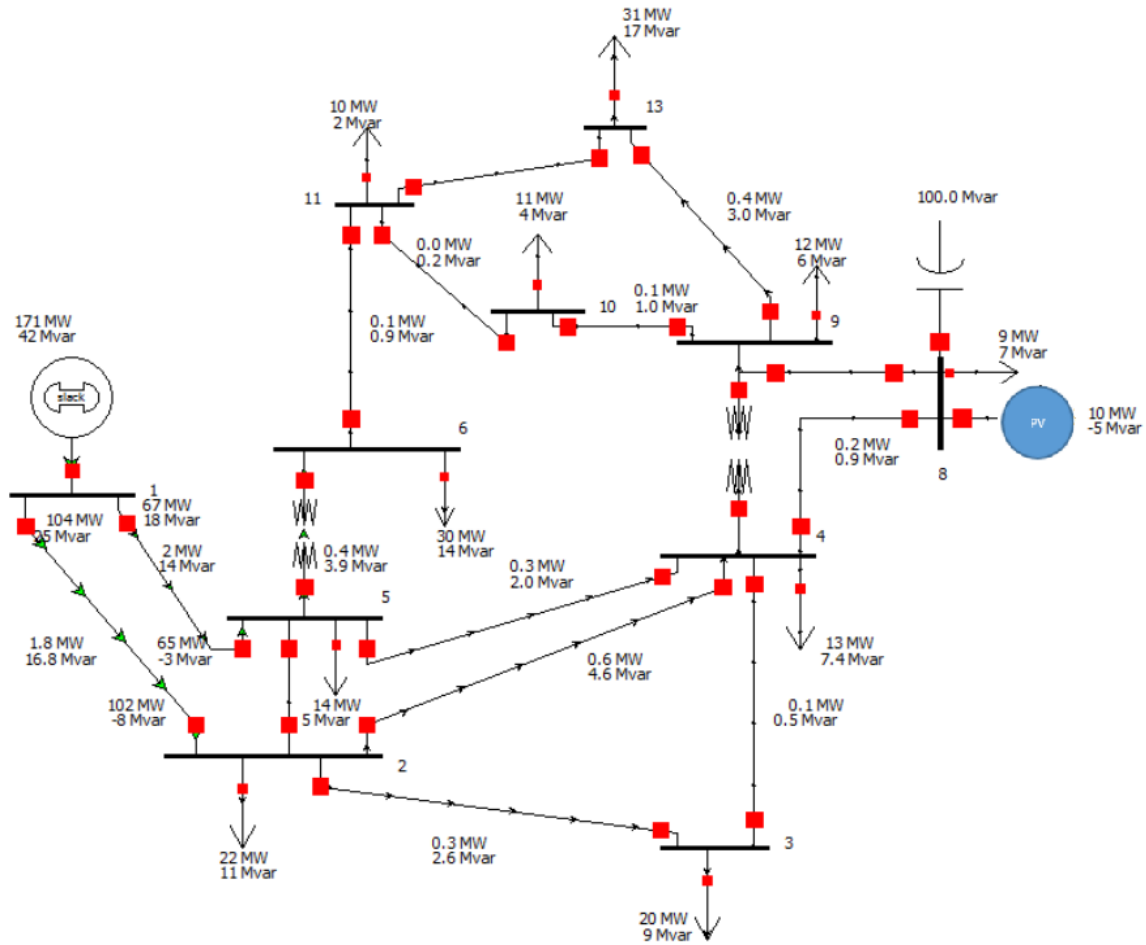 31 MW
17 Mvar
13
10 MW
2 Mvar
11
11 MW
4 Mvar
0.4 MW
3.0 Mvar
100.0 Mvar
0.0 MW
0.2 Mvar
12 MW
6 Mvar
10
0.1 MW
1.0 Mvar
9
171 MW
42 Mvar
slack
0.1 MW
0.9 Mvar
9 MW
7 Mvar
PV
10 MW
-5 Mvar
6
0.2 MW
0.9 Mvar
8
1
67 MW
18 Mvar
104 MW
25 Mvar
30 MW
14 Mvar
4
2 MW
14 Mvar
0.4 MW
3.9 Mvar
0.3 MW
2.0 Mvar
5
1.8 MW
16.8 Mvar
65 MW
-3 Mvar
0.6 MW
4.6 Mvar
13 MW
7.4 Mvar
102 MW
-8 Mvar
14 MW
5 Mvar
0.1 MW
0.5 Mvar
2
22 MW
11 Mvar
0.3 MW
2.6 Mvar
3
20 MW
9 Mvar